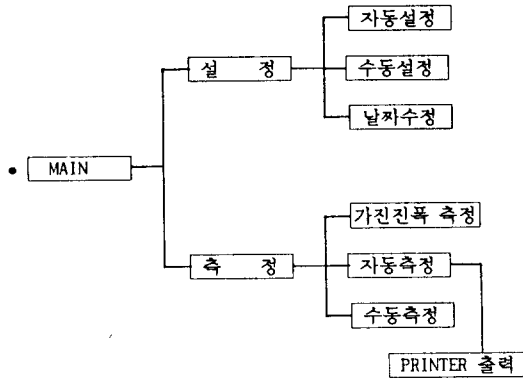 자동설정
설 정
수동설정
날짜수정
• MAIN
가진진폭 측정
측 정
자동측정
수동측정
PRINTER 출력